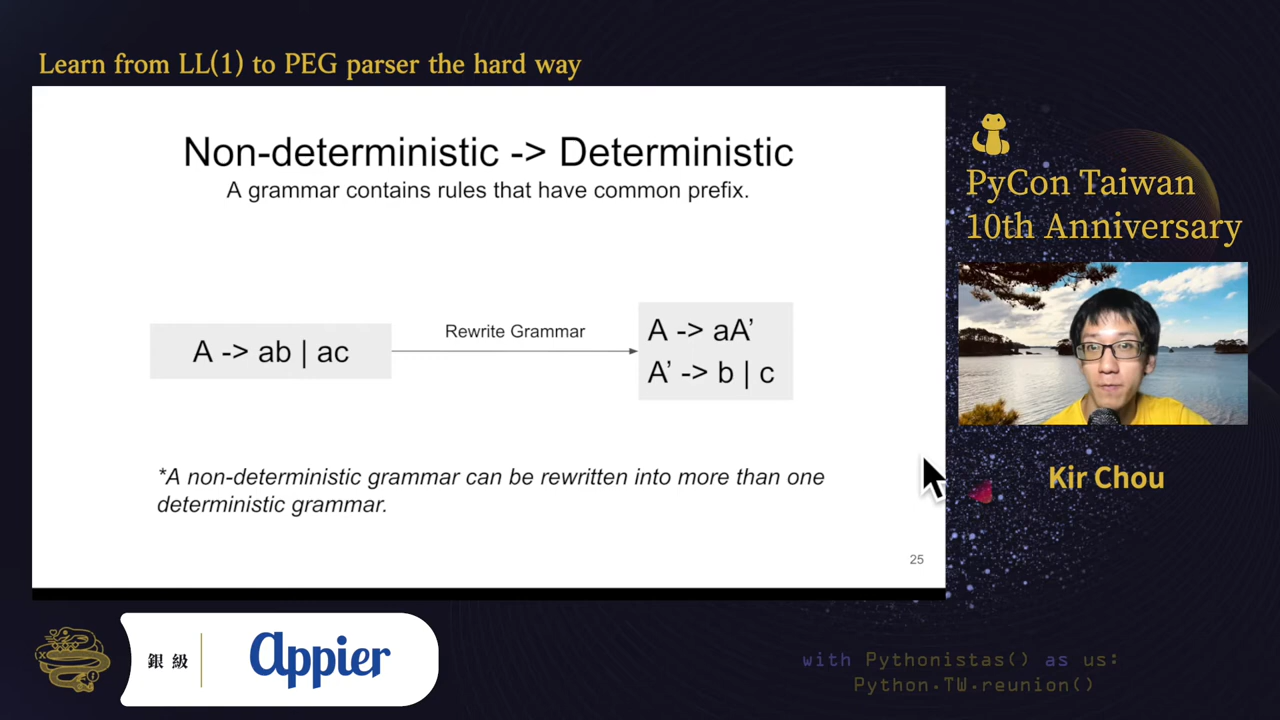 Learn from LL(1) to PEG parser the hard way
Non-deterministic -> Deterministic
A grammar contains rules that have common prefix.
A -> ab | ac
Rewrite Grammar
A -> aA’
A’ -> b | c
*A non-deterministic grammar can be rewritten into more than one
deterministic grammar.
25
PyCon Taiwan
10th Anniversary
Kir Chou
銀級
Appier
with Pythonistas() as us:
Python.TW.reunion()